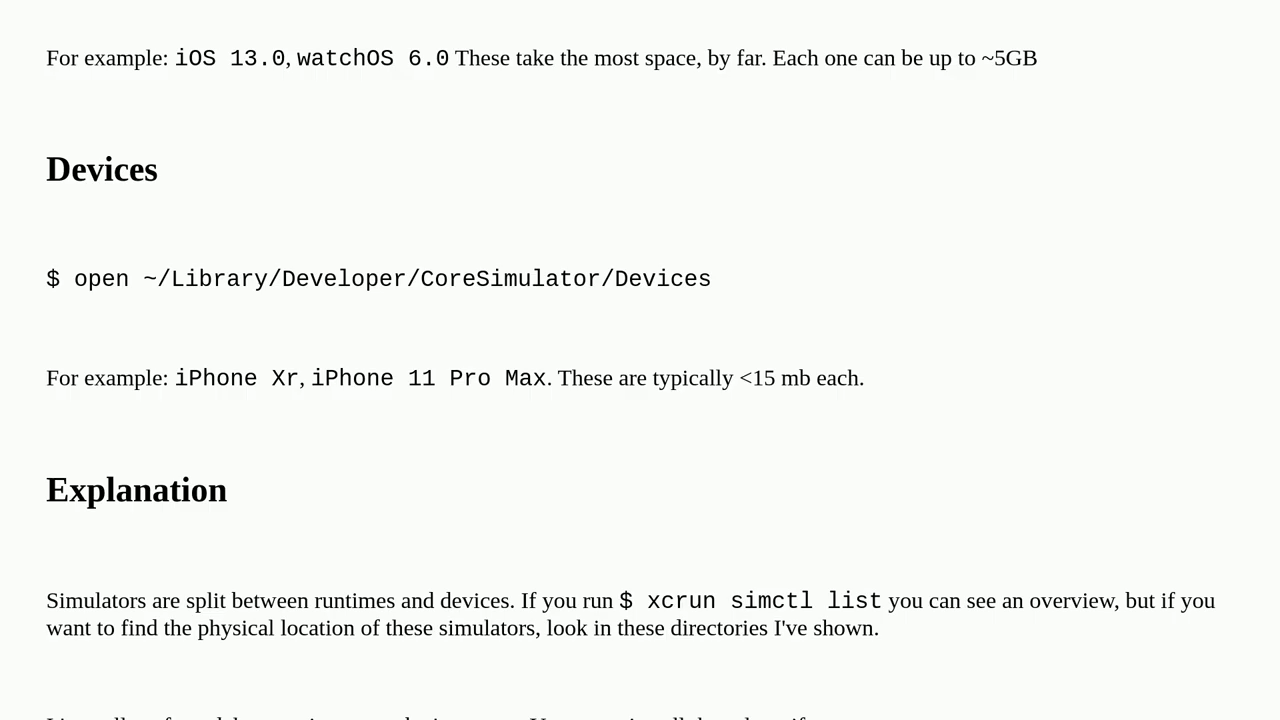 For example: iOS 13.0, watchOS 6.0 These take the most space, by far. Each one can be up to ~5GB
Devices
$ open ~/Library/Developer/CoreSimulator/Devices
For example: iPhone Xr, iPhone 11 Pro Max. These are typically <15 mb each.
Explanation
Simulators are split between runtimes and devices. If you run $ xcrun simctl list you can see an overview, but if you
want to find the physical location of these simulators, look in these directories I've shown.